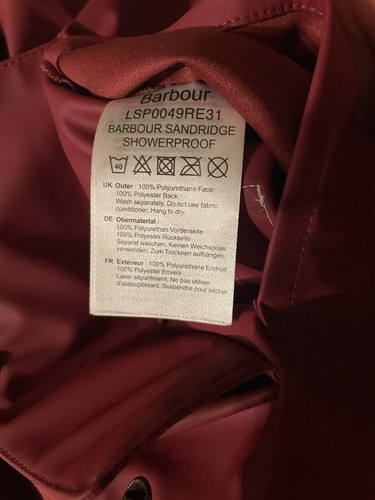 Barbour
LSP0049RE31
BARBOUR SANDRIDGE
SHOWERPROOF
40
UK Outer : 100% Polyurethane Face
100% Polyester Back
Wash separately, Do not use fabric
conditioner, Hang to dry.
DE Obermaterial
100% Polyurethan Vorderseite
100% Polyester Rückseite
Separat waschen, Keinen Weichspüler
verwenden, Zum Trocknen aufhängen
FR Extérieur : 100% Polyurethane Endroit
100% Polyester Envers
Laver séparément, Ne pas utiliser
d'assouplissant, Suspendre pour sécher